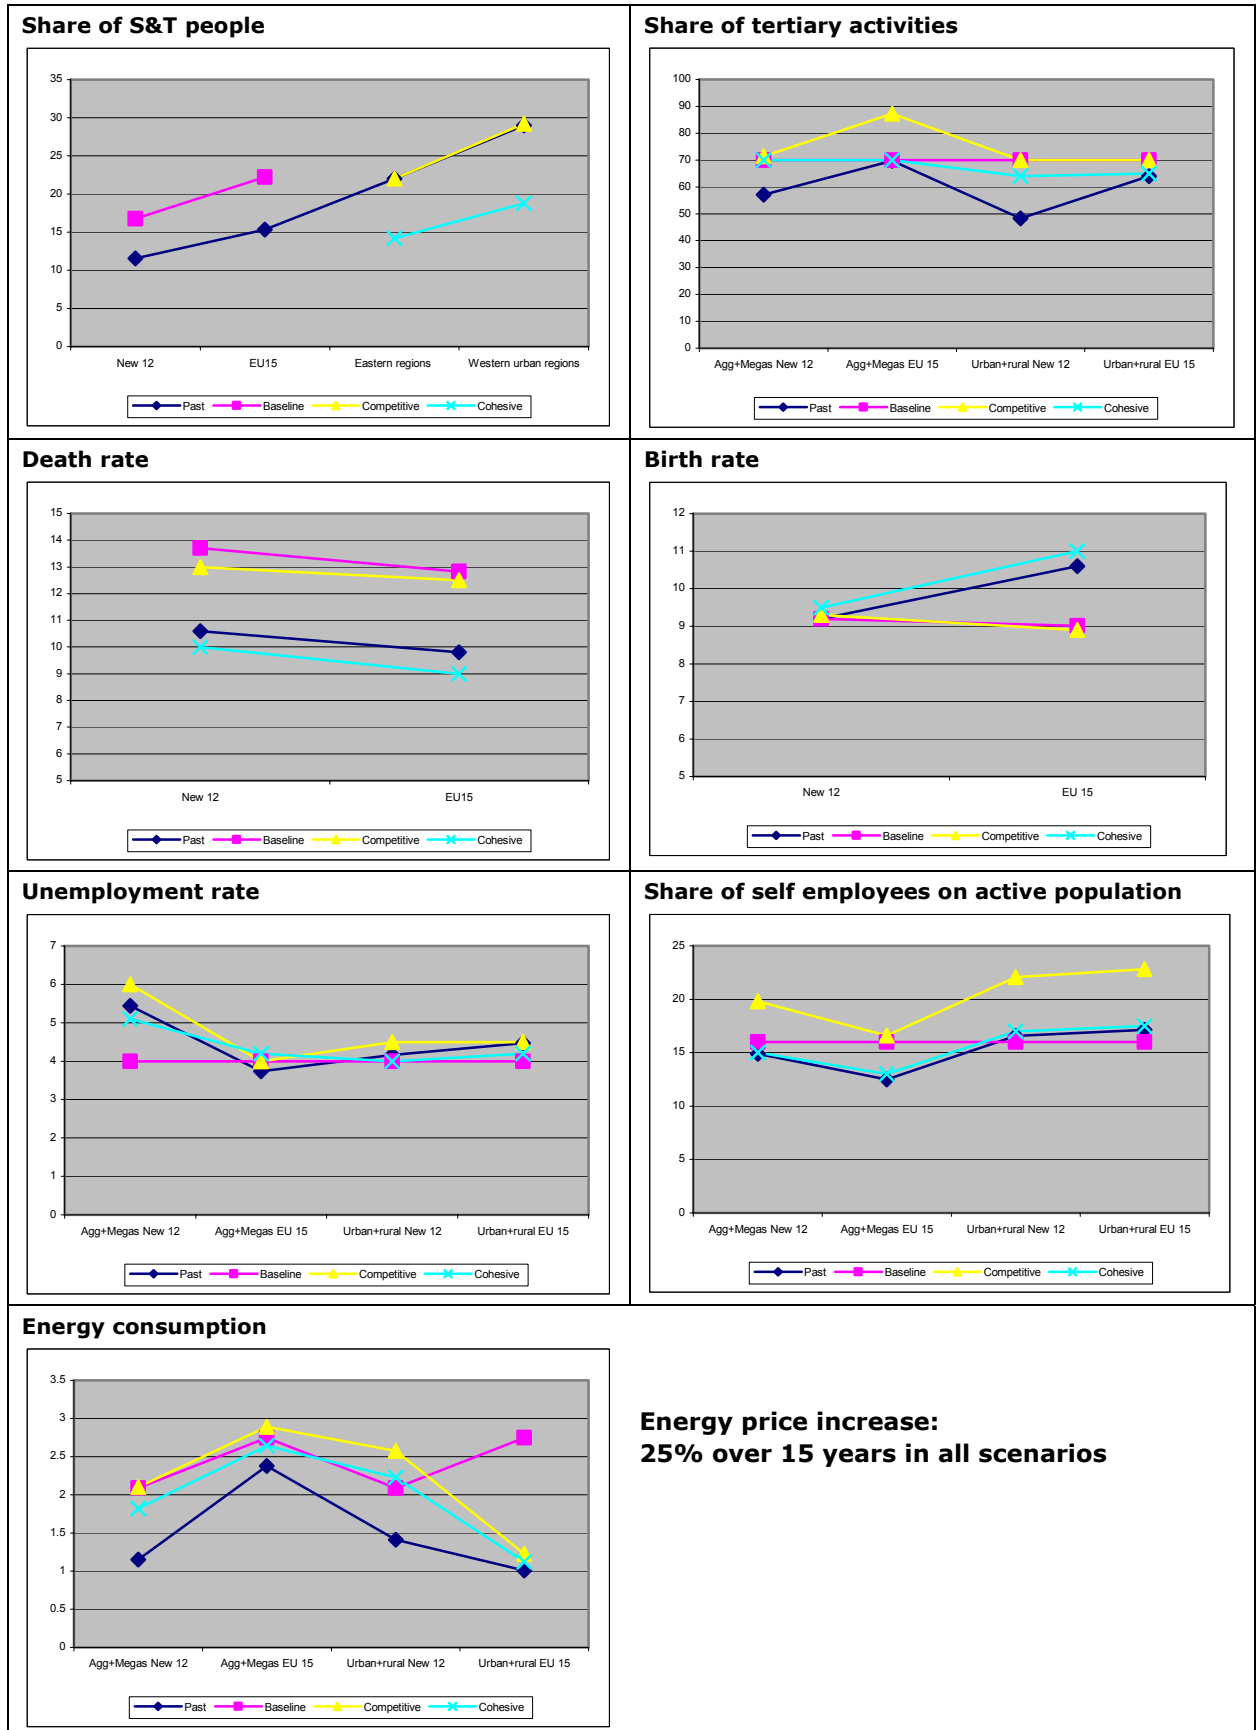 Share of S&T people
35
30
25
20
15
10
5
0
New 12 EU15 Eastern regions Western urban regions
Past Baseline Competitive Cohesive
Share of tertiary activities
100
90
80
70
60
50
40
30
20
10
0
Agg+Megas New 12 Agg+Megas EU 15 Urban+rural New 12 Urban+rural EU 15
Past Baseline Competitive Cohesive
Death rate
15
14
13
12
11
10
9
8
7
6
5
New 12 EU15
Past Baseline Competitive Cohesive
Birth rate
12
11
10
9
8
7
6
5
New 12 EU 15
Past Baseline Competitive Cohesive
Unemployment rate
7
6
5
4
3
2
1
0
Agg+Megas New 12 Agg+Megas EU 15 Urban+rural New 12 Urban+rural EU 15
Past Baseline Competitive Cohesive
Share of self employees on active population
25
20
15
10
5
0
Agg+Megas New 12 Agg+Megas EU 15 Urban+rural New 12 Urban+rural EU 15
Past Baseline Competitive Cohesive
Energy consumption
3.5
3
2.5
2
1.5
1
0.5
0
Agg+Megas New 12 Agg+Megas EU 15 Urban+rural New 12 Urban+rural EU 15
Past Baseline Competitive Cohesive
Energy price increase:
25% over 15 years in all scenarios